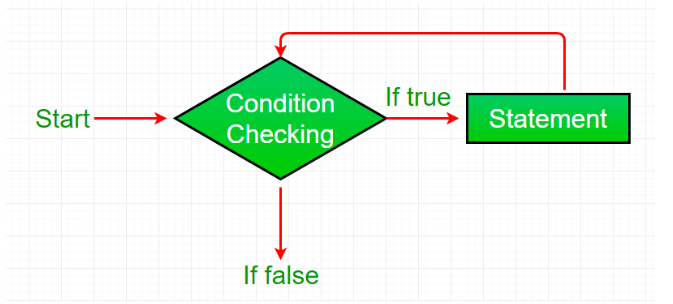 Start
Condition
Checking
If true
Statement
If false